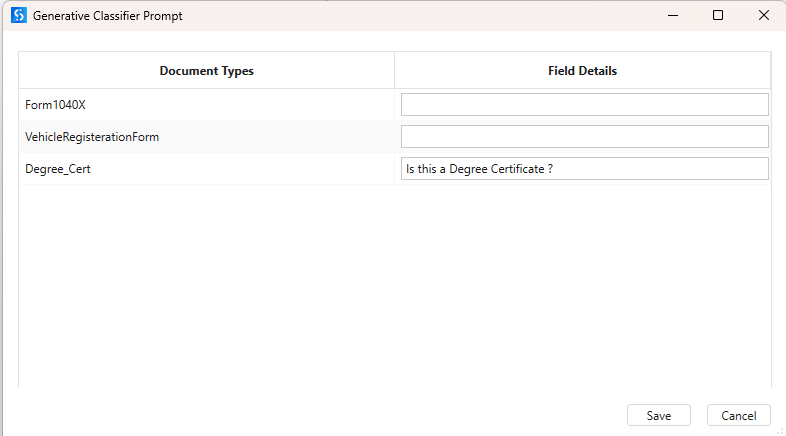 Generative Classifier Prompt
Document Types Field Details
Form1040X
VehicleRegisterationForm
Degree_Cert Is this a Degree Certificate ?
Save Cancel